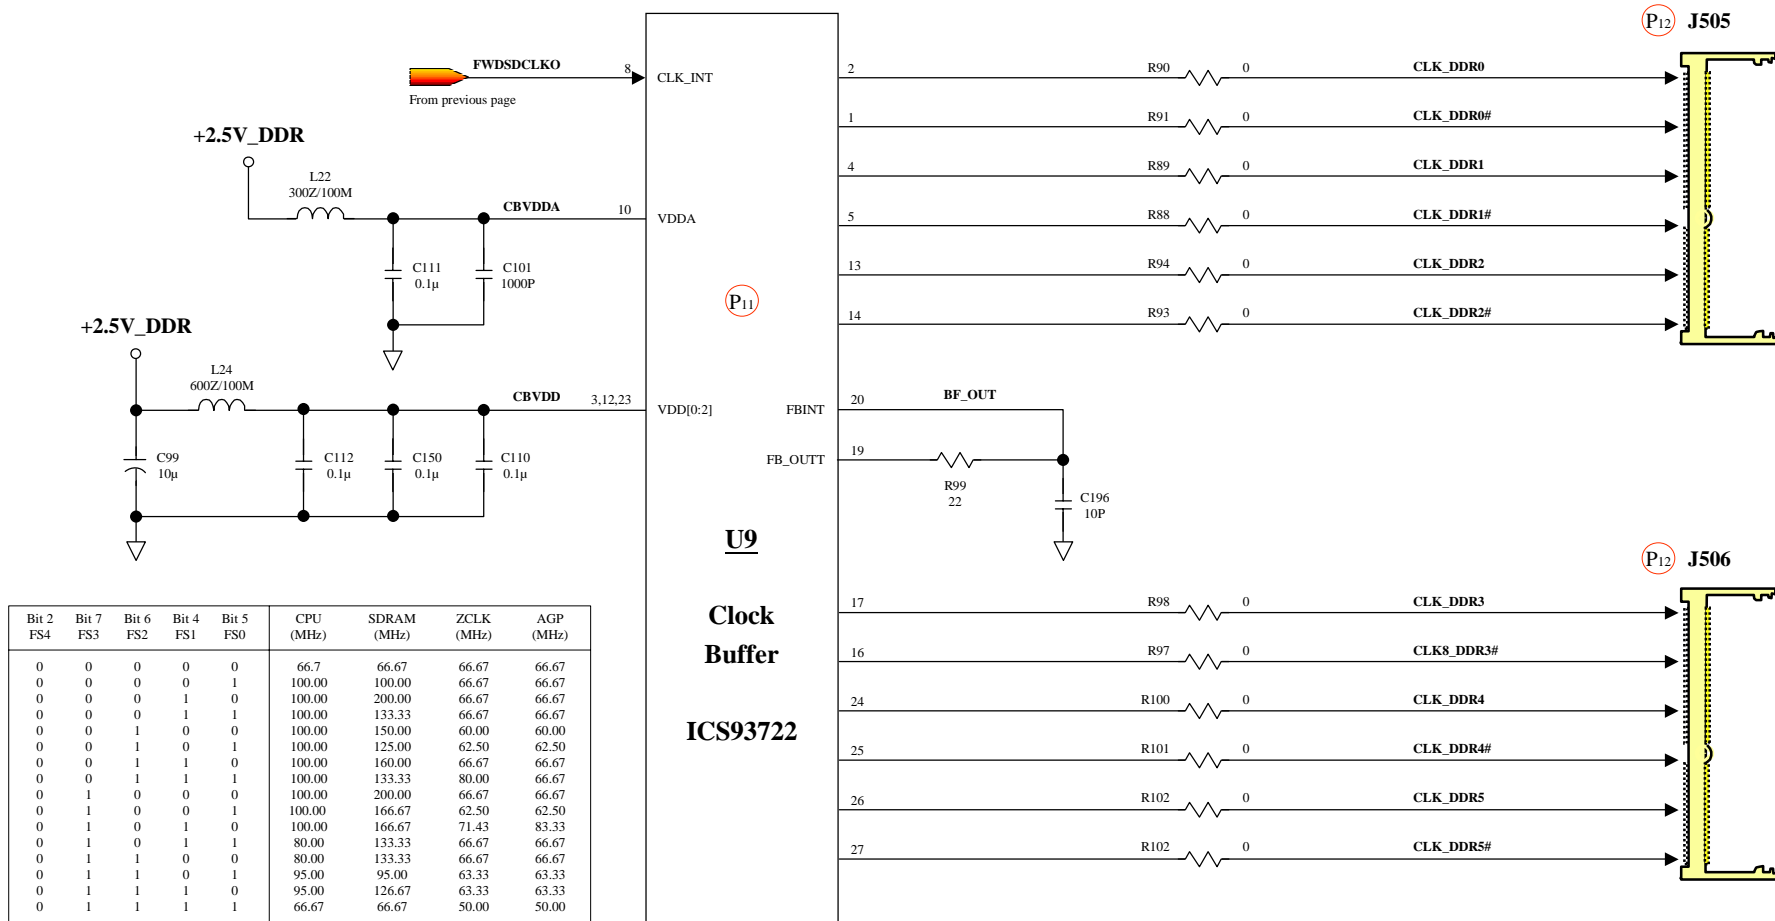 P12 J505
FWDSDCLKO 8 CLK_INT
From previous page
2 R90 0 CLK_DDR0
1 R91 0 CLK_DDR0#
4 R89 0 CLK_DDR1
5 R88 0 CLK_DDR1#
13 R94 0 CLK_DDR2
14 R93 0 CLK_DDR2#
+2.5V_DDR
L22
300Z/100M
CBVDDA 10 VDDA
C111
0.1µ
C101
1000P
P11
+2.5V_DDR
L24
600Z/100M
CBVDD 3,12,23 VDD[0:2]
C99
10µ
C112
0.1µ
C150
0.1µ
C110
0.1µ
FBINT 20 BF_OUT
FB_OUTT 19
R99
22
C196
10P
U9
Clock
Buffer
ICS93722
P12 J506
17 R98 0 CLK_DDR3
16 R97 0 CLK8_DDR3#
24 R100 0 CLK_DDR4
25 R101 0 CLK_DDR4#
26 R102 0 CLK_DDR5
27 R102 0 CLK_DDR5#
Bit 2 Bit 7 Bit 6 Bit 4 Bit 5 CPU SDRAM ZCLK AGP
FS4 FS3 FS2 FS1 FS0 (MHz) (MHz) (MHz) (MHz)
0 0 0 0 0 66.7 66.67 66.67 66.67
0 0 0 0 1 100.00 100.00 66.67 66.67
0 0 0 1 0 100.00 200.00 66.67 66.67
0 0 0 1 1 100.00 133.33 66.67 66.67
0 0 1 0 0 100.00 150.00 60.00 60.00
0 0 1 0 1 100.00 125.00 62.50 62.50
0 0 1 1 0 100.00 160.00 66.67 66.67
0 0 1 1 1 100.00 133.33 80.00 66.67
0 1 0 0 0 100.00 200.00 66.67 66.67
0 1 0 0 1 100.00 166.67 62.50 62.50
0 1 0 1 0 100.00 166.67 71.43 83.33
0 1 0 1 1 80.00 133.33 66.67 66.67
0 1 1 0 0 80.00 133.33 66.67 66.67
0 1 1 0 1 95.00 95.00 63.33 63.33
0 1 1 1 0 95.00 126.67 63.33 63.33
0 1 1 1 1 66.67 66.67 50.00 50.00